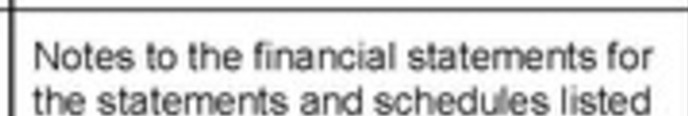 Notes to the financial statements for
the statements and schedules listed